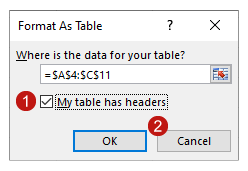 Format As Table ? ×
Where is the data for your table?
=$A$4:$C$11
1 My table has headers
2
OK Cancel